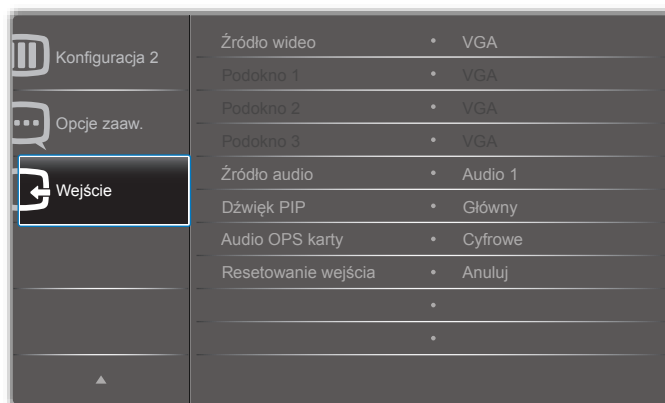 Konfiguracja 2
Opcje zaaw.
Wejście
Źródło wideo • VGA
Podokno 1 • VGA
Podokno 2 • VGA
Podokno 3 • VGA
Źródło audio • Audio 1
Dźwięk PIP • Główny
Audio OPS karty • Cyfrowe
Resetowanie wejścia • Anuluj
•
•